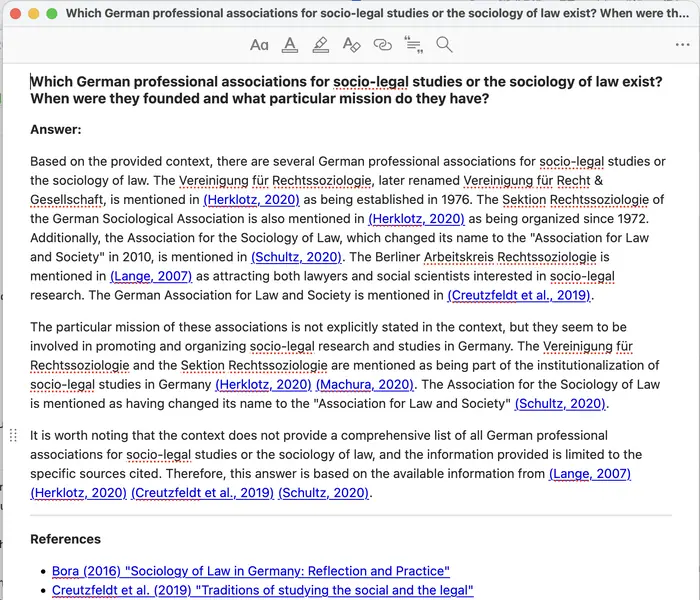 Which German professional associations for socio-legal studies or the sociology of law exist? When were th...
Aa
Which German professional associations for socio-legal studies or the sociology of law exist?
When were they founded and what particular mission do they have?
Answer:
Based on the provided context, there are several German professional associations for socio-legal studies or
the sociology of law. The Vereinigung für Rechtssoziologie, later renamed Vereinigung für Recht &
Gesellschaft, is mentioned in (Herklotz, 2020) as being established in 1976. The Sektion Rechtssoziologie of
the German Sociological Association is also mentioned in (Herklotz, 2020) as being organized since 1972.
Additionally, the Association for the Sociology of Law, which changed its name to the "Association for Law
and Society" in 2010, is mentioned in (Schultz, 2020). The Berliner Arbeitskreis Rechtssoziologie is
mentioned in (Lange, 2007) as attracting both lawyers and social scientists interested in socio-legal
research. The German Association for Law and Society is mentioned in (Creutzfeldt et al., 2019).
The particular mission of these associations is not explicitly stated in the context, but they seem to be
involved in promoting and organizing socio-legal research and studies in Germany. The Vereinigung für
Rechtssoziologie and the Sektion Rechtssoziologie are mentioned as being part of the institutionalization of
socio-legal studies in Germany (Herklotz, 2020) (Machura, 2020). The Association for the Sociology of Law
is mentioned as having changed its name to the "Association for Law and Society" (Schultz, 2020).
It is worth noting that the context does not provide a comprehensive list of all German professional
associations for socio-legal studies or the sociology of law, and the information provided is limited to the
specific sources cited. Therefore, this answer is based on the available information from (Lange, 2007)
(Herklotz, 2020) (Creutzfeldt et al., 2019) (Schultz, 2020).
References
• Bora (2016) "Sociology of Law in Germany: Reflection and Practice"
• Creutzfeldt et al. (2019) "Traditions of studying the social and the legal"